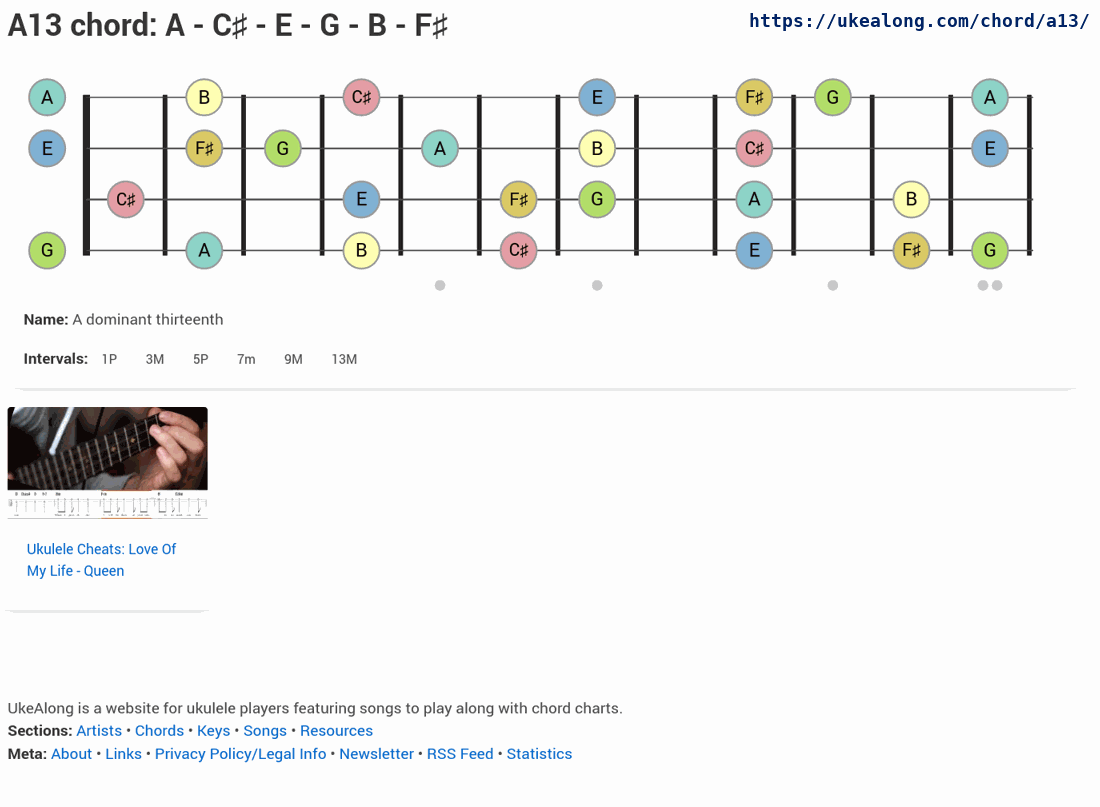 A13 chord: A - C♯ - E - G - B - F♯
https://ukealong.com/chord/a13/
A B C♯ E F♯ G A
E F♯ G A B C♯ E
C♯ E F♯ G A B
G A B C♯ E F♯ G
Name: A dominant thirteenth
Intervals: 1P 3M 5P 7m 9M 13M
Ukulele Cheats: Love Of
My Life - Queen
UkeAlong is a website for ukulele players featuring songs to play along with chord charts.
Sections: Artists • Chords • Keys • Songs • Resources
Meta: About • Links • Privacy Policy/Legal Info • Newsletter • RSS Feed • Statistics